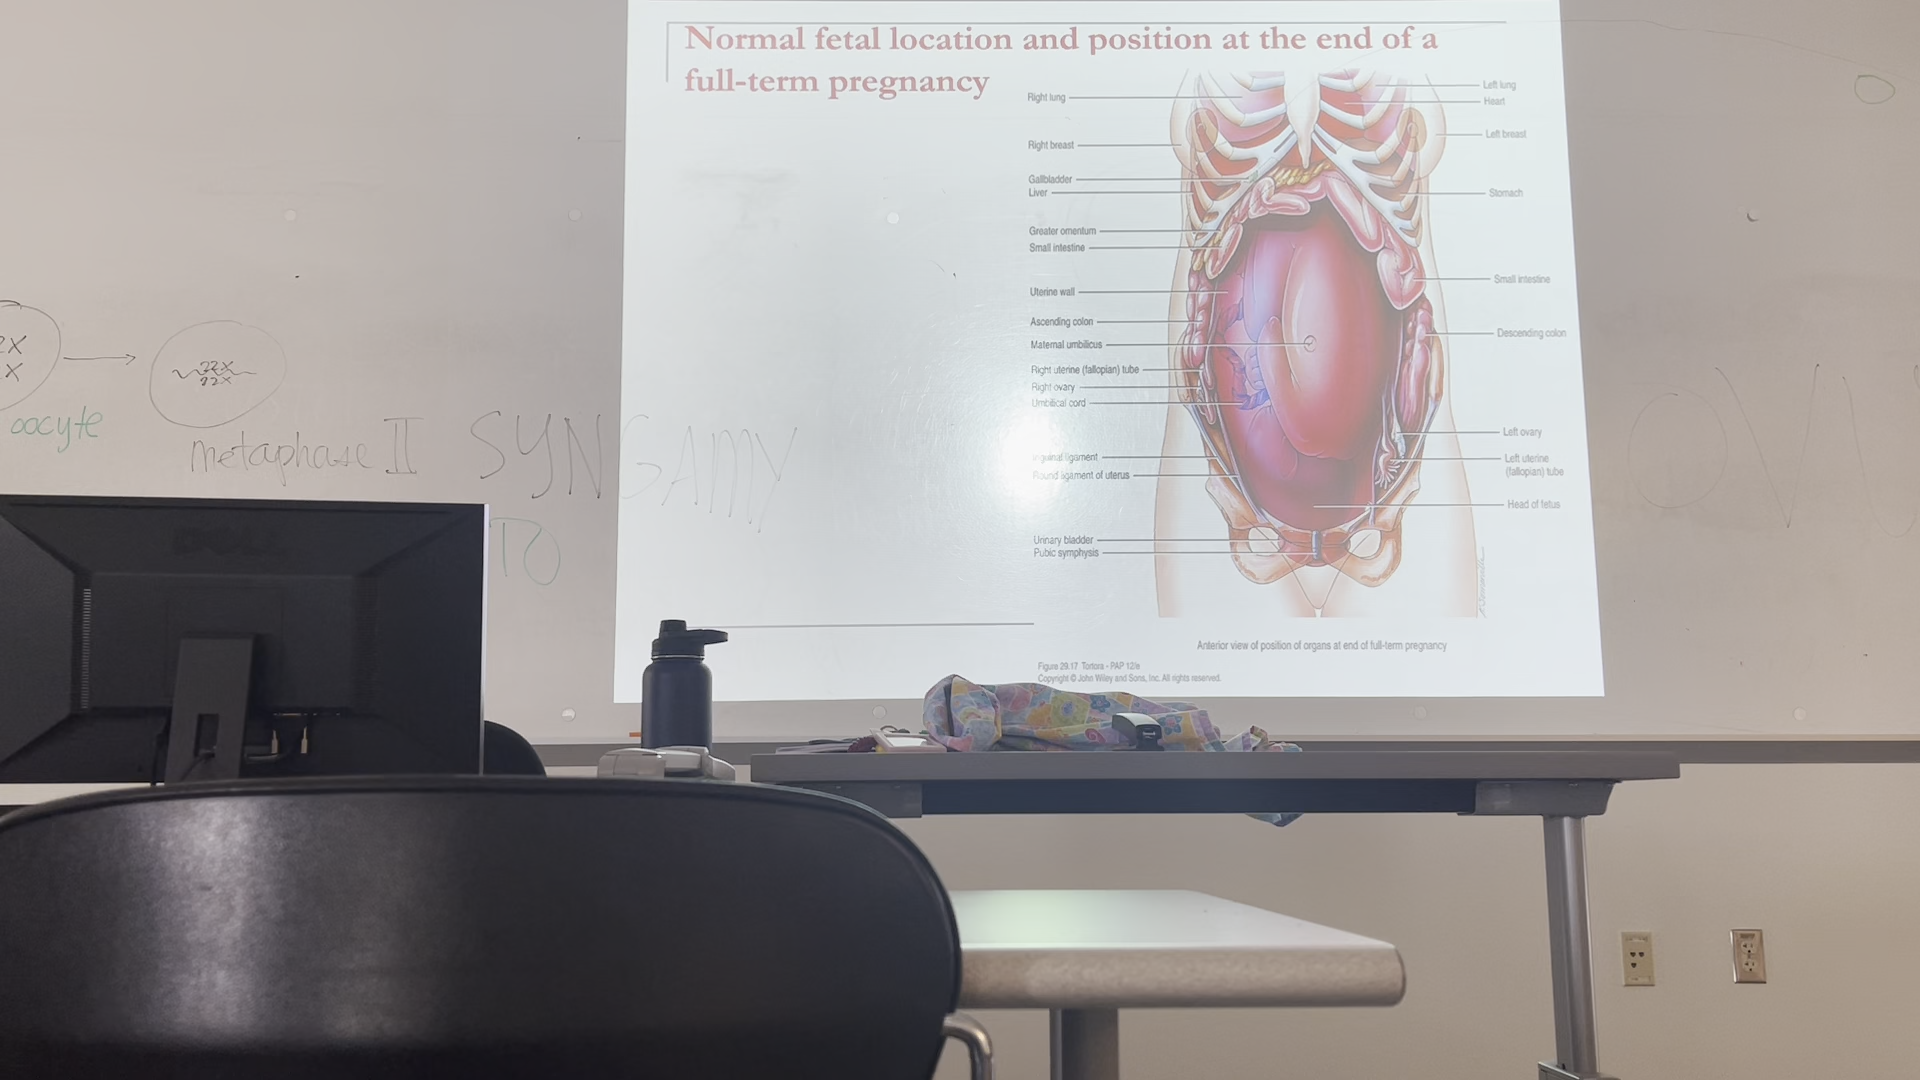 Normal fetal location and position at the end of a
full-term pregnancy
Right lung
Right breast
Gallbladder
Liver
Greater omentum
Small intestine
Uterine wall
Ascending colon
Maternal umbilicus
Right uterine (fallopian) tube
Right ovary
Umbilical cord
Inguinal ligament
Round ligament of uterus
Urinary bladder
Pubic symphysis
Left lung
Heart
Left breast
Stomach
Small intestine
Descending colon
Left ovary
Left uterine
(fallopian) tube
Head of fetus
Anterior view of position of organs at end of full-term pregnancy
Figure 29.17 Tortora - PAP 12/e
Copyright © John Wiley and Sons, Inc. All rights reserved.
X
X
22X
22X
oocyte
metaphase II
SYNGAMY
TO
OVU
DELL